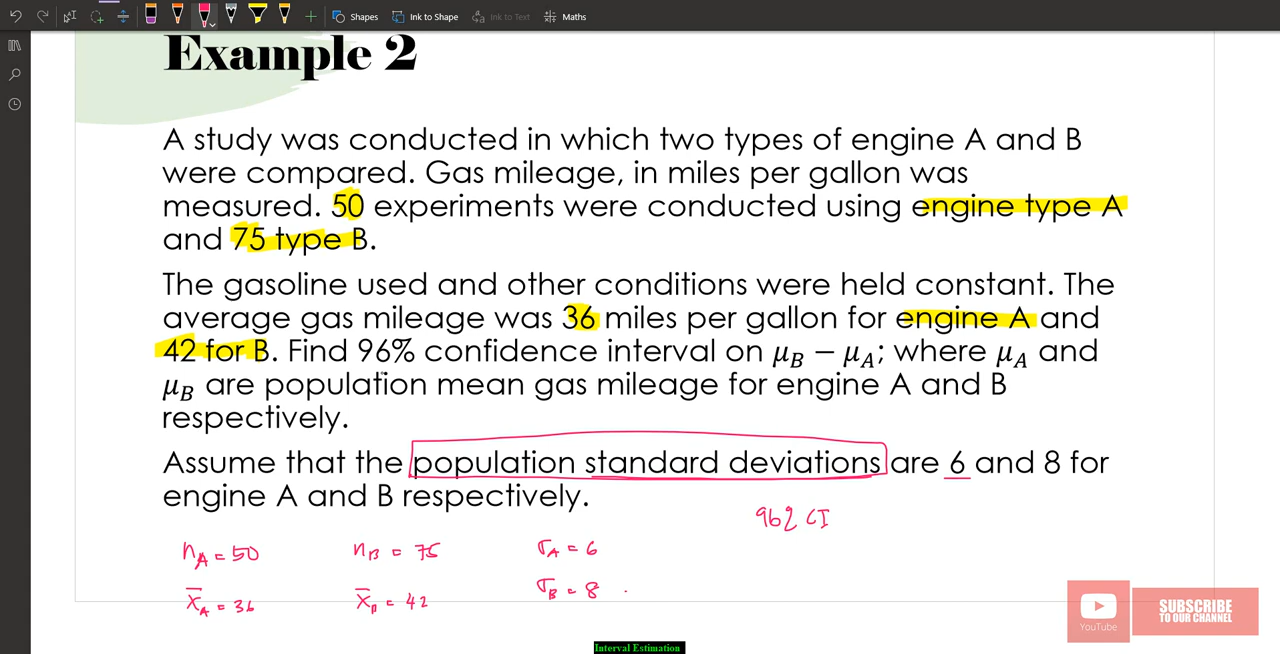 Shapes Ink to Shape Ink to Text Maths
Example 2
A study was conducted in which two types of engine A and B
were compared. Gas mileage, in miles per gallon was
measured. 50 experiments were conducted using engine type A
and 75 type B.
The gasoline used and other conditions were held constant. The
average gas mileage was 36 miles per gallon for engine A and
42 for B. Find 96% confidence interval on μB − μA; where μA and
μB are population mean gas mileage for engine A and B
respectively.
Assume that the population standard deviations are 6 and 8 for
engine A and B respectively.
96% CI
nA = 50 nB = 75 σA = 6
x̄A = 36 x̄B = 42 σB = 8
YouTube
SUBSCRIBE
TO OUR CHANNEL
Interval Estimation